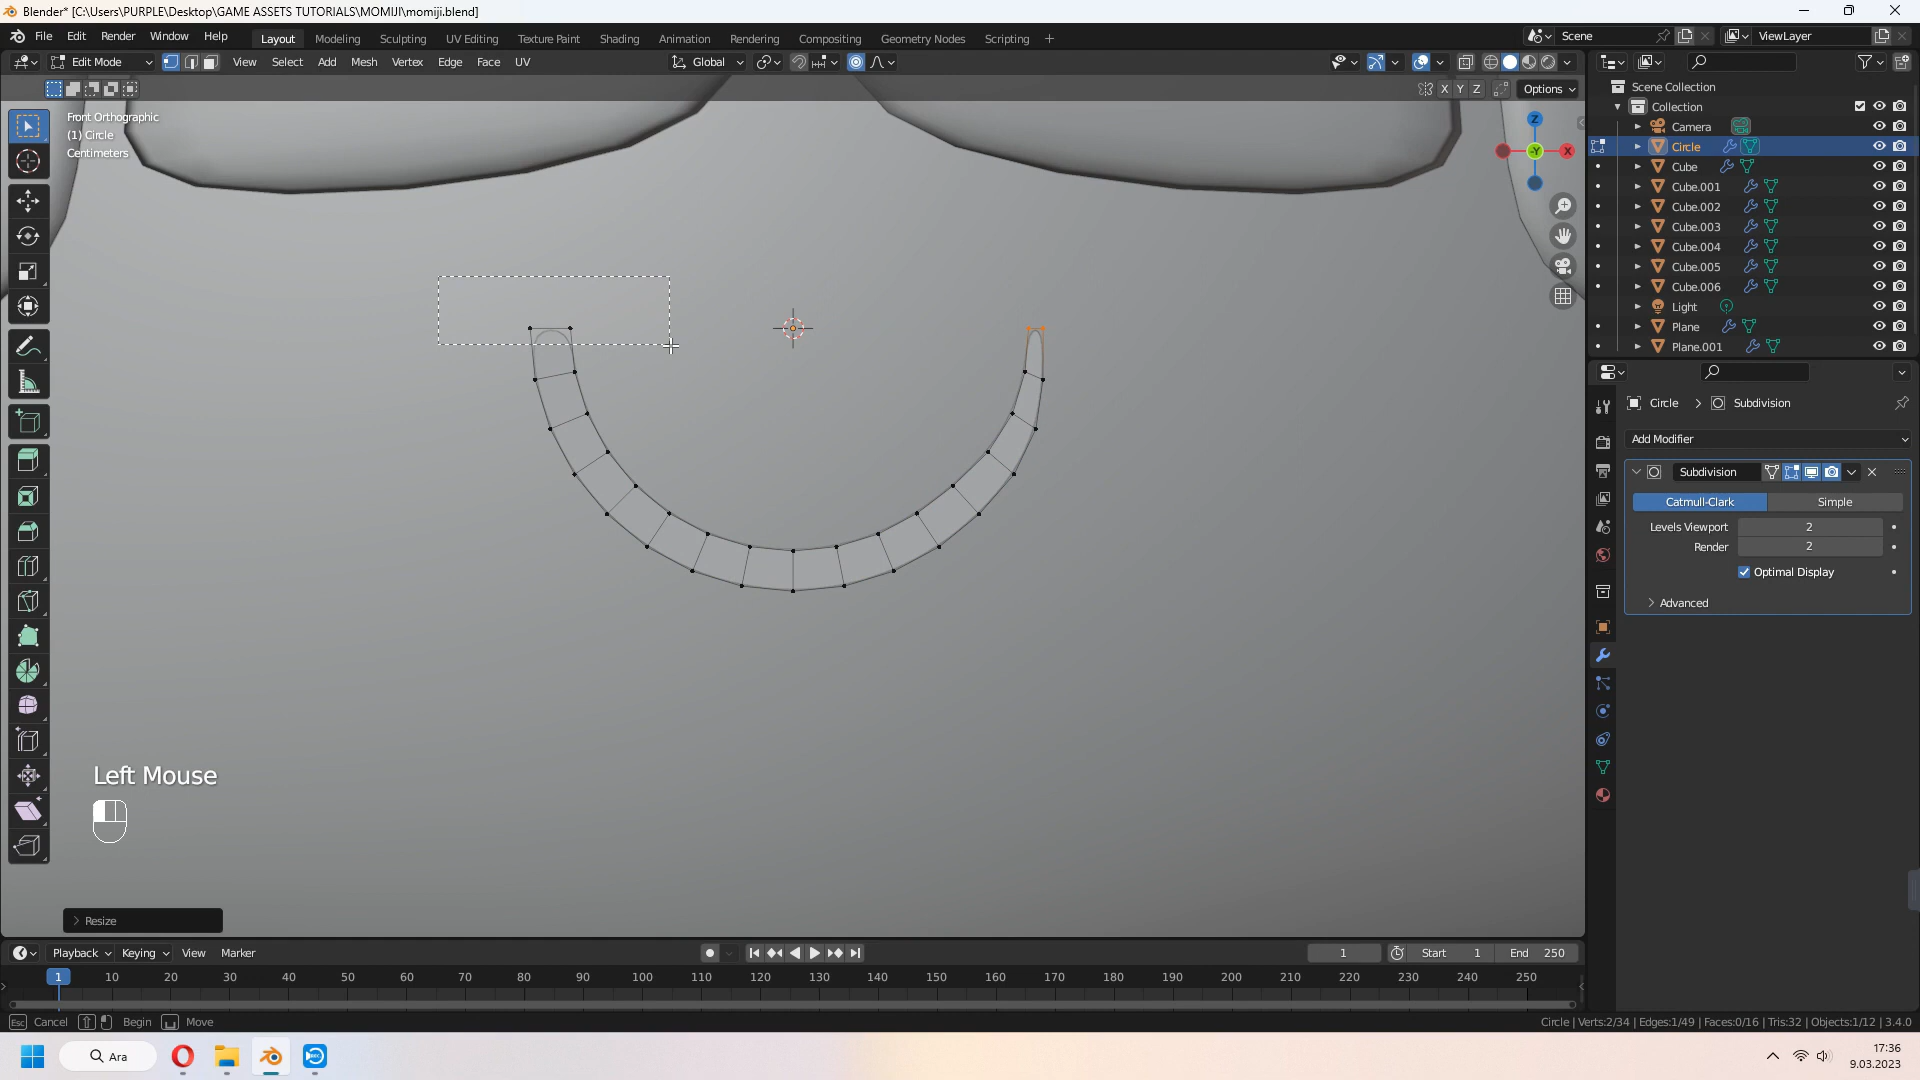 Blender* [C:\Users\PURPLE\Desktop\GAME ASSETS TUTORIALS\MOMIJI\momiji.blend]
File Edit Render Window Help Layout Modeling Sculpting UV Editing Texture Paint Shading Animation Rendering Compositing Geometry Nodes Scripting + Scene ViewLayer
Edit Mode View Select Add Mesh Vertex Edge Face UV Global
X Y Z Options
Front Orthographic
(1) Circle
Centimeters
Z
-Y X
Scene Collection
Collection
Camera
Circle
Cube
Cube.001
Cube.002
Cube.003
Cube.004
Cube.005
Cube.006
Light
Plane
Plane.001
Circle > Subdivision
Add Modifier
Subdivision
Catmull-Clark Simple
Levels Viewport 2
Render 2
Optimal Display
Advanced
Left Mouse
Resize
Playback Keying View Marker 1 Start 1 End 250
1 10 20 30 40 50 60 70 80 90 100 110 120 130 140 150 160 170 180 190 200 210 220 230 240 250
Esc Cancel Begin Move Circle | Verts:2/34 | Edges:1/49 | Faces:0/16 | Tris:32 | Objects:1/12 | 3.4.0
Ara
17:36
9.03.2023